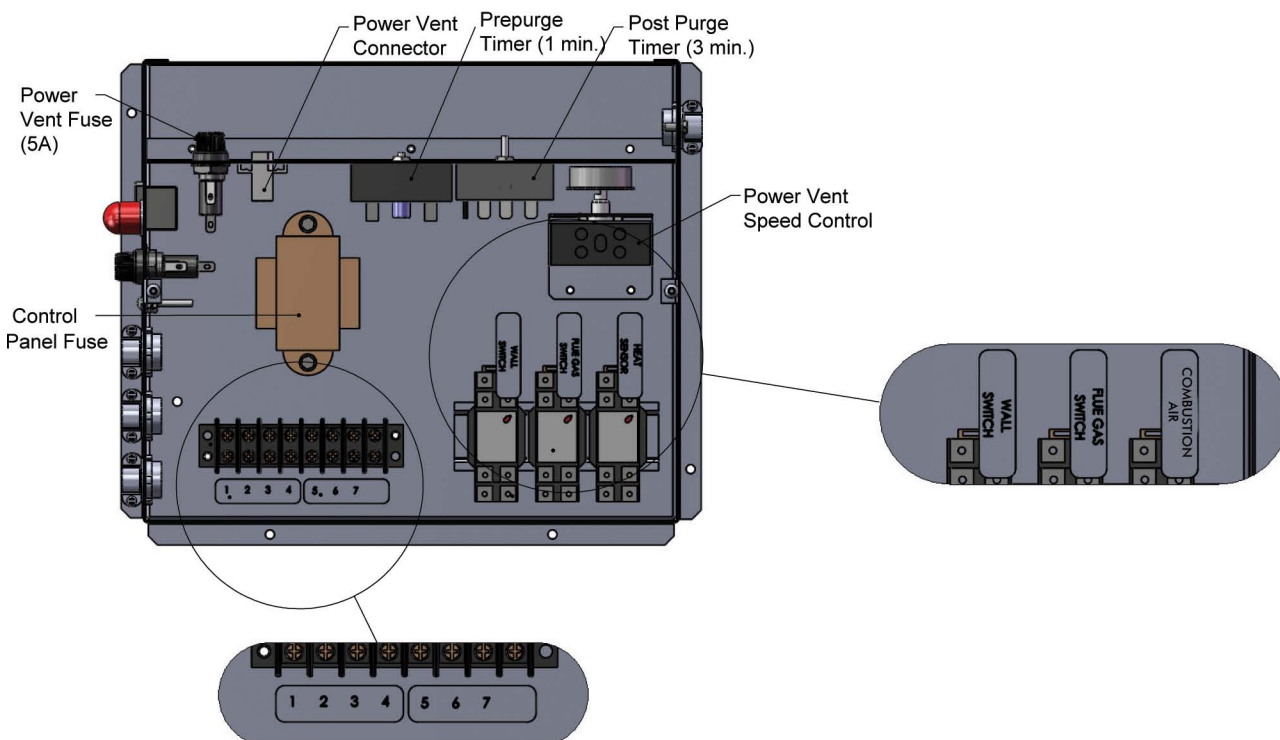 Power Vent
Connector
Prepurge
Timer (1 min.)
Post Purge
Timer (3 min.)
Power
Vent Fuse
(5A)
Power Vent
Speed Control
Control
Panel Fuse
WALL
SWITCH
FLUE GAS
SWITCH
HEAT
SENSOR
WALL
SWITCH
FLUE GAS
SWITCH
COMBUSTION
AIR
1 2 3 4 5 6 7
1 2 3 4 5 6 7